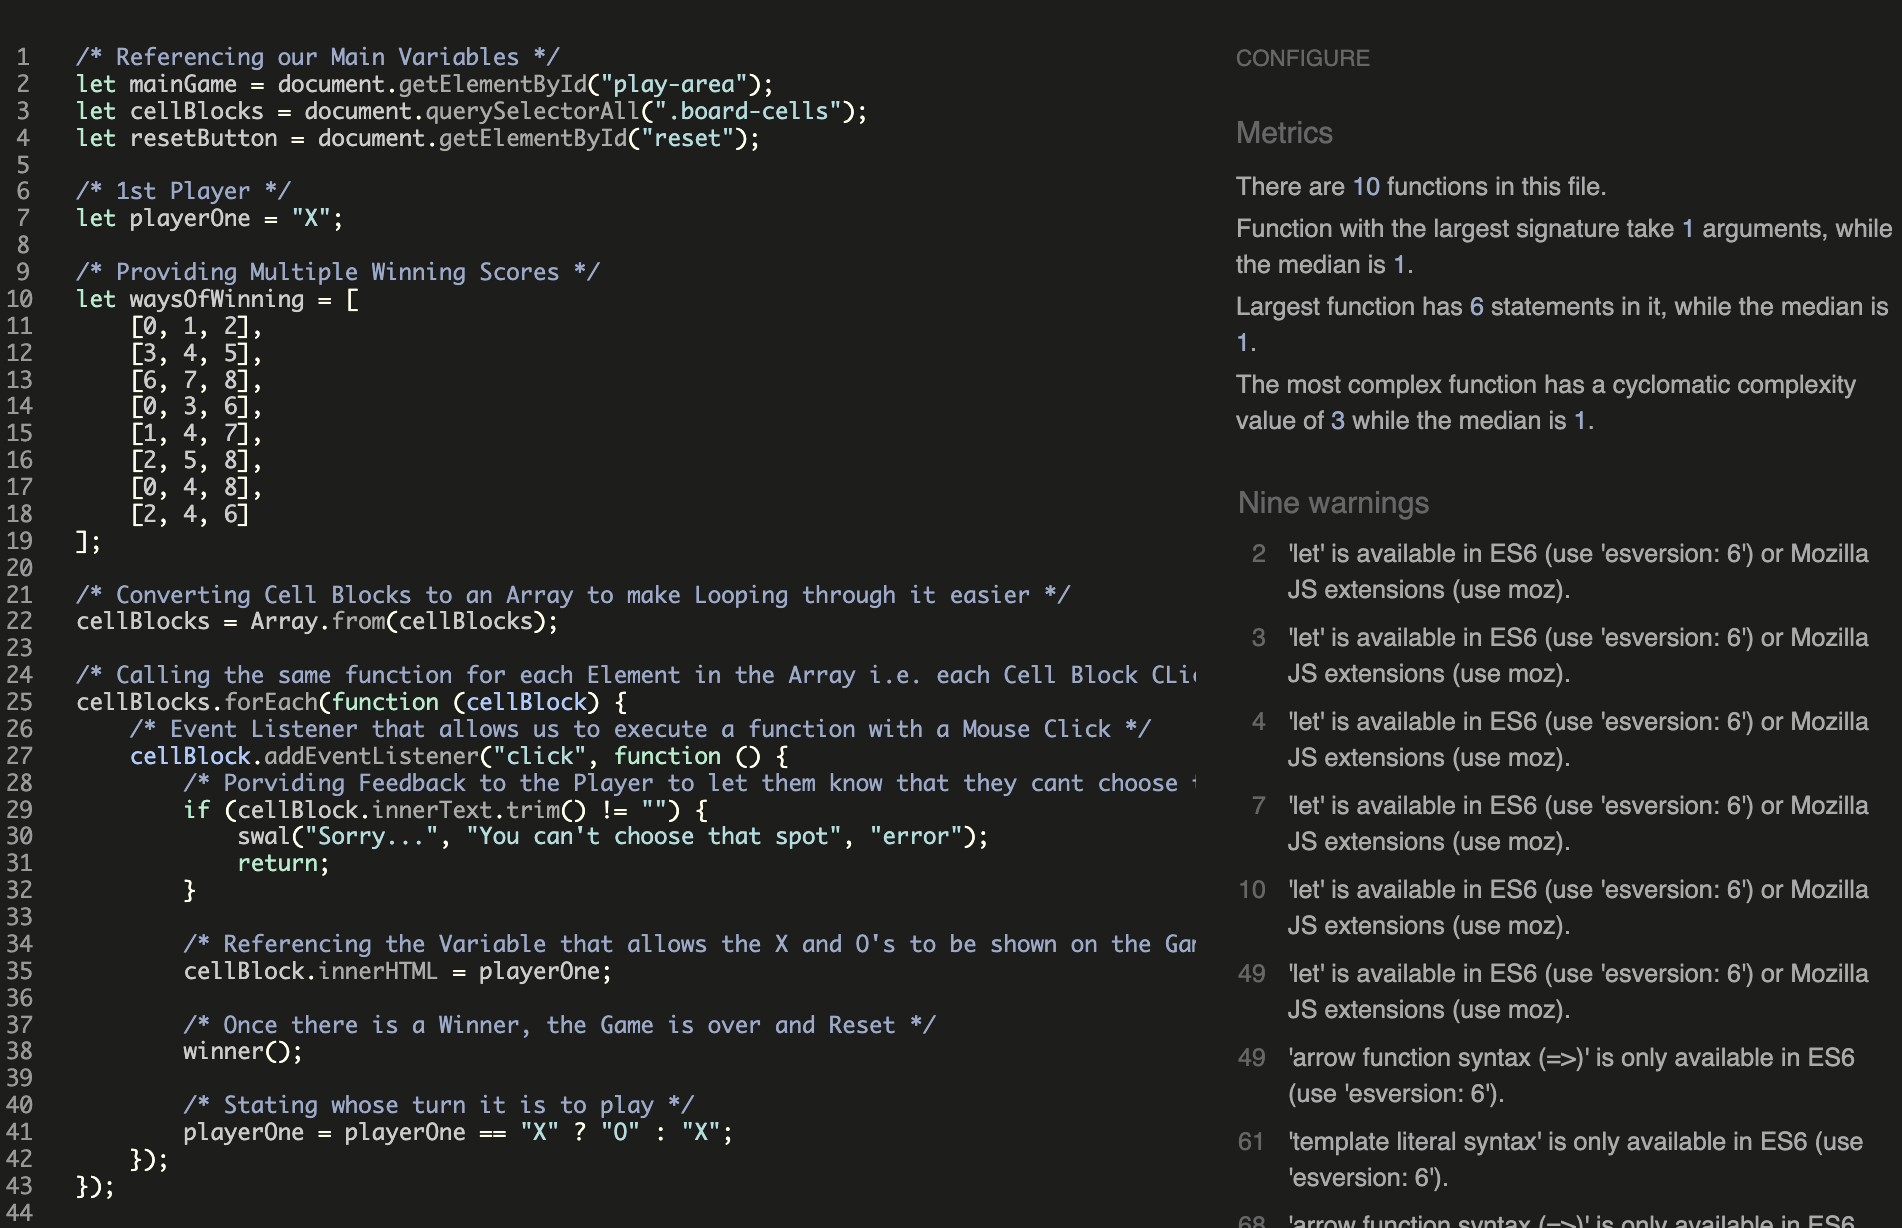 1 /* Referencing our Main Variables */
2 let mainGame = document.getElementById("play-area");
3 let cellBlocks = document.querySelectorAll(".board-cells");
4 let resetButton = document.getElementById("reset");
5
6 /* 1st Player */
7 let playerOne = "X";
8
9 /* Providing Multiple Winning Scores */
10 let waysOfWinning = [
11 [0, 1, 2],
12 [3, 4, 5],
13 [6, 7, 8],
14 [0, 3, 6],
15 [1, 4, 7],
16 [2, 5, 8],
17 [0, 4, 8],
18 [2, 4, 6]
19 ];
20
21 /* Converting Cell Blocks to an Array to make Looping through it easier */
22 cellBlocks = Array.from(cellBlocks);
23
24 /* Calling the same function for each Element in the Array i.e. each Cell Block
25 cellBlocks.forEach(function (cellBlock) {
26 /* Event Listener that allows us to execute a function with a Mouse Click */
27 cellBlock.addEventListener("click", function () {
28 /* Porviding Feedback to the Player to let them know that they cant choose
29 if (cellBlock.innerText.trim() != "") {
30 swal("Sorry...", "You can't choose that spot", "error");
31 return;
32 }
33
34 /* Referencing the Variable that allows the X and O's to be shown on the
35 cellBlock.innerHTML = playerOne;
36
37 /* Once there is a Winner, the Game is over and Reset */
38 winner();
39
40 /* Stating whose turn it is to play */
41 playerOne = playerOne == "X" ? "O" : "X";
42 });
43 });
44
CONFIGURE
Metrics
There are 10 functions in this file.
Function with the largest signature take 1 arguments, while
the median is 1.
Largest function has 6 statements in it, while the median is
1.
The most complex function has a cyclomatic complexity
value of 3 while the median is 1.
Nine warnings
2 'let' is available in ES6 (use 'esversion: 6') or Mozilla
JS extensions (use moz).
3 'let' is available in ES6 (use 'esversion: 6') or Mozilla
JS extensions (use moz).
4 'let' is available in ES6 (use 'esversion: 6') or Mozilla
JS extensions (use moz).
7 'let' is available in ES6 (use 'esversion: 6') or Mozilla
JS extensions (use moz).
10 'let' is available in ES6 (use 'esversion: 6') or Mozilla
JS extensions (use moz).
49 'let' is available in ES6 (use 'esversion: 6') or Mozilla
JS extensions (use moz).
49 'arrow function syntax (=>)' is only available in ES6
(use 'esversion: 6').
61 'template literal syntax' is only available in ES6 (use
'esversion: 6').
68 'arrow function syntax (=>)' is only available in ES6